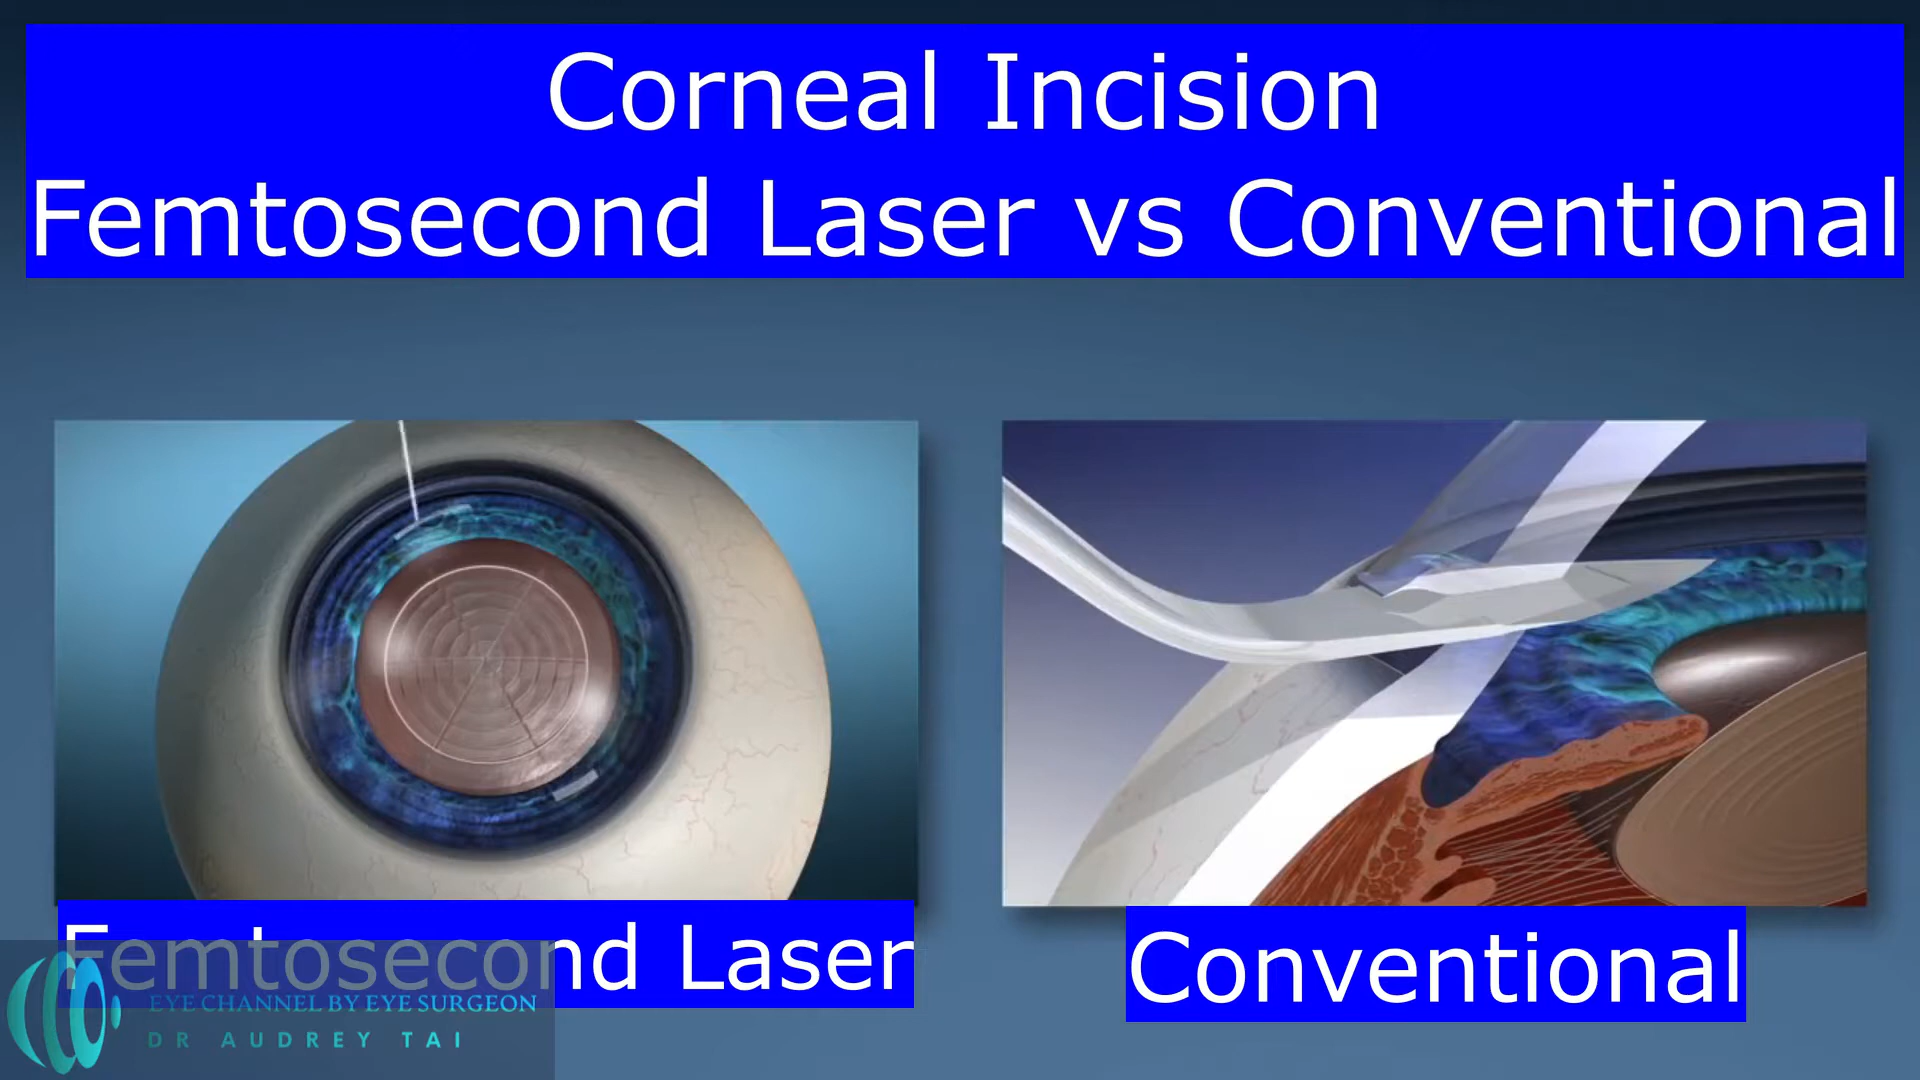 Corneal Incision
Femtosecond Laser vs Conventional
Femtosecond Laser
Conventional
EYE CHANNEL BY EYE SURGEON
DR AUDREY TAI